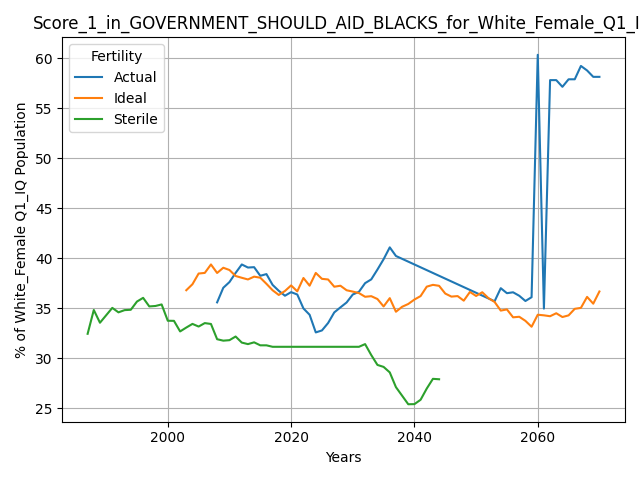 Score_1_in_GOVERNMENT_SHOULD_AID_BLACKS_for_White_Female_Q1_I
Fertility
Actual
Ideal
Sterile
% of White_Female Q1_IQ Population
60
55
50
45
40
35
30
25
2000
2020
2040
2060
Years